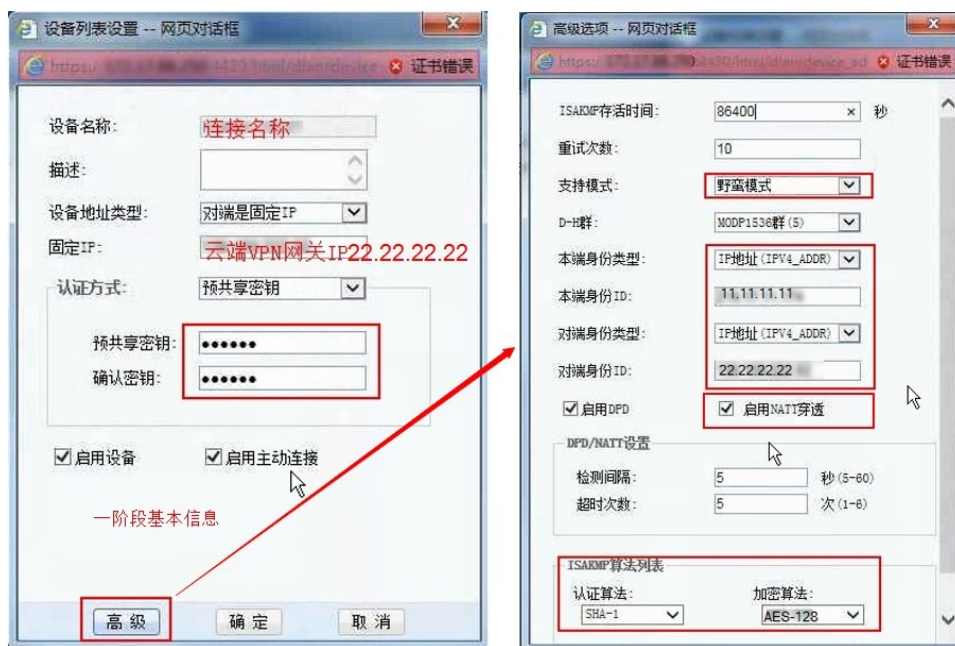 设备列表设置 -- 网页对话框
证书错误
设备名称:
连接名称
描述:
设备地址类型:
对端是固定IP
固定IP:
云端VPN网关IP22.22.22.22
认证方式:
预共享密钥
预共享密钥:
●●●●●●
确认密钥:
●●●●●●
启用设备
启用主动连接
一阶段基本信息
高级
确定
取消
高级选项 -- 网页对话框
证书错误
ISAKMP存活时间:
86400
× 秒
重试次数:
10
支持模式:
野蛮模式
D-H群:
MODP1536群(5)
本端身份类型:
IP地址(IPV4_ADDR)
本端身份ID:
11.11.11.11
对端身份类型:
IP地址(IPV4_ADDR)
对端身份ID:
22.22.22.22
启用DPD
启用NATT穿透
DPD/NATT设置
检测间隔:
5
秒(5-60)
超时次数:
5
次(1-6)
ISAKMP算法列表
认证算法:
加密算法:
SHA-1
AES-128